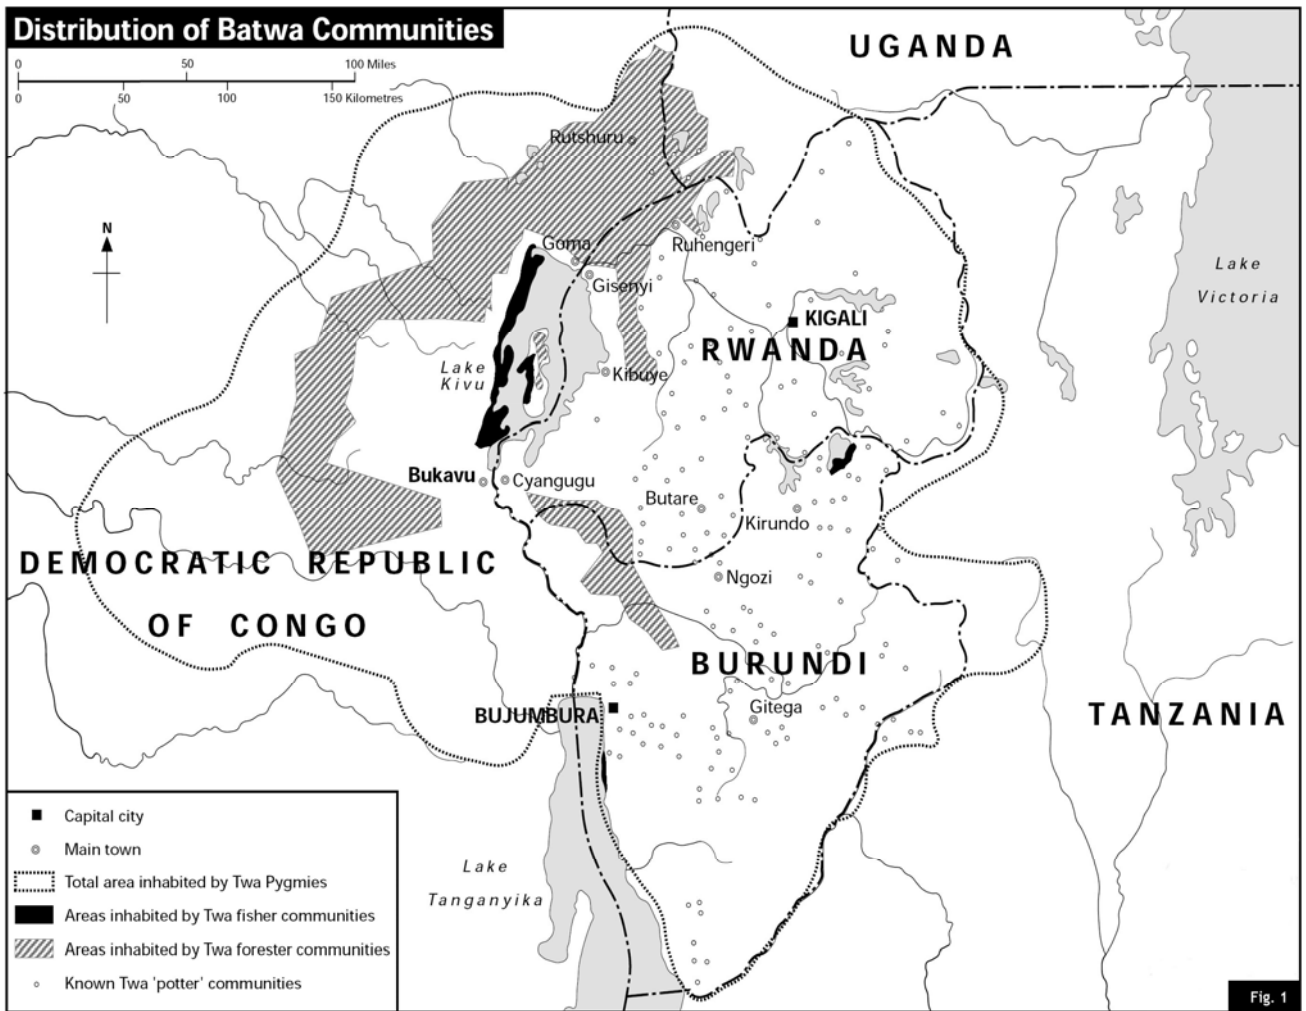 Distribution of Batwa Communities
0 50 100 Miles
0 50 100 150 Kilometres
UGANDA
Rutshuru
N
Goma
Ruhengeri
Gisenyi
Lake
Victoria
KIGALI
RWANDA
Lake
Kivu
Kibuye
Bukavu
Cyangugu
Butare
Kirundo
DEMOCRATIC REPUBLIC
OF CONGO
Ngozi
BURUNDI
BUJUMBURA
Gitega
TANZANIA
Lake
Tanganyika
Capital city
Main town
Total area inhabited by Twa Pygmies
Areas inhabited by Twa fisher communities
Areas inhabited by Twa forester communities
Known Twa 'potter' communities
Fig. 1